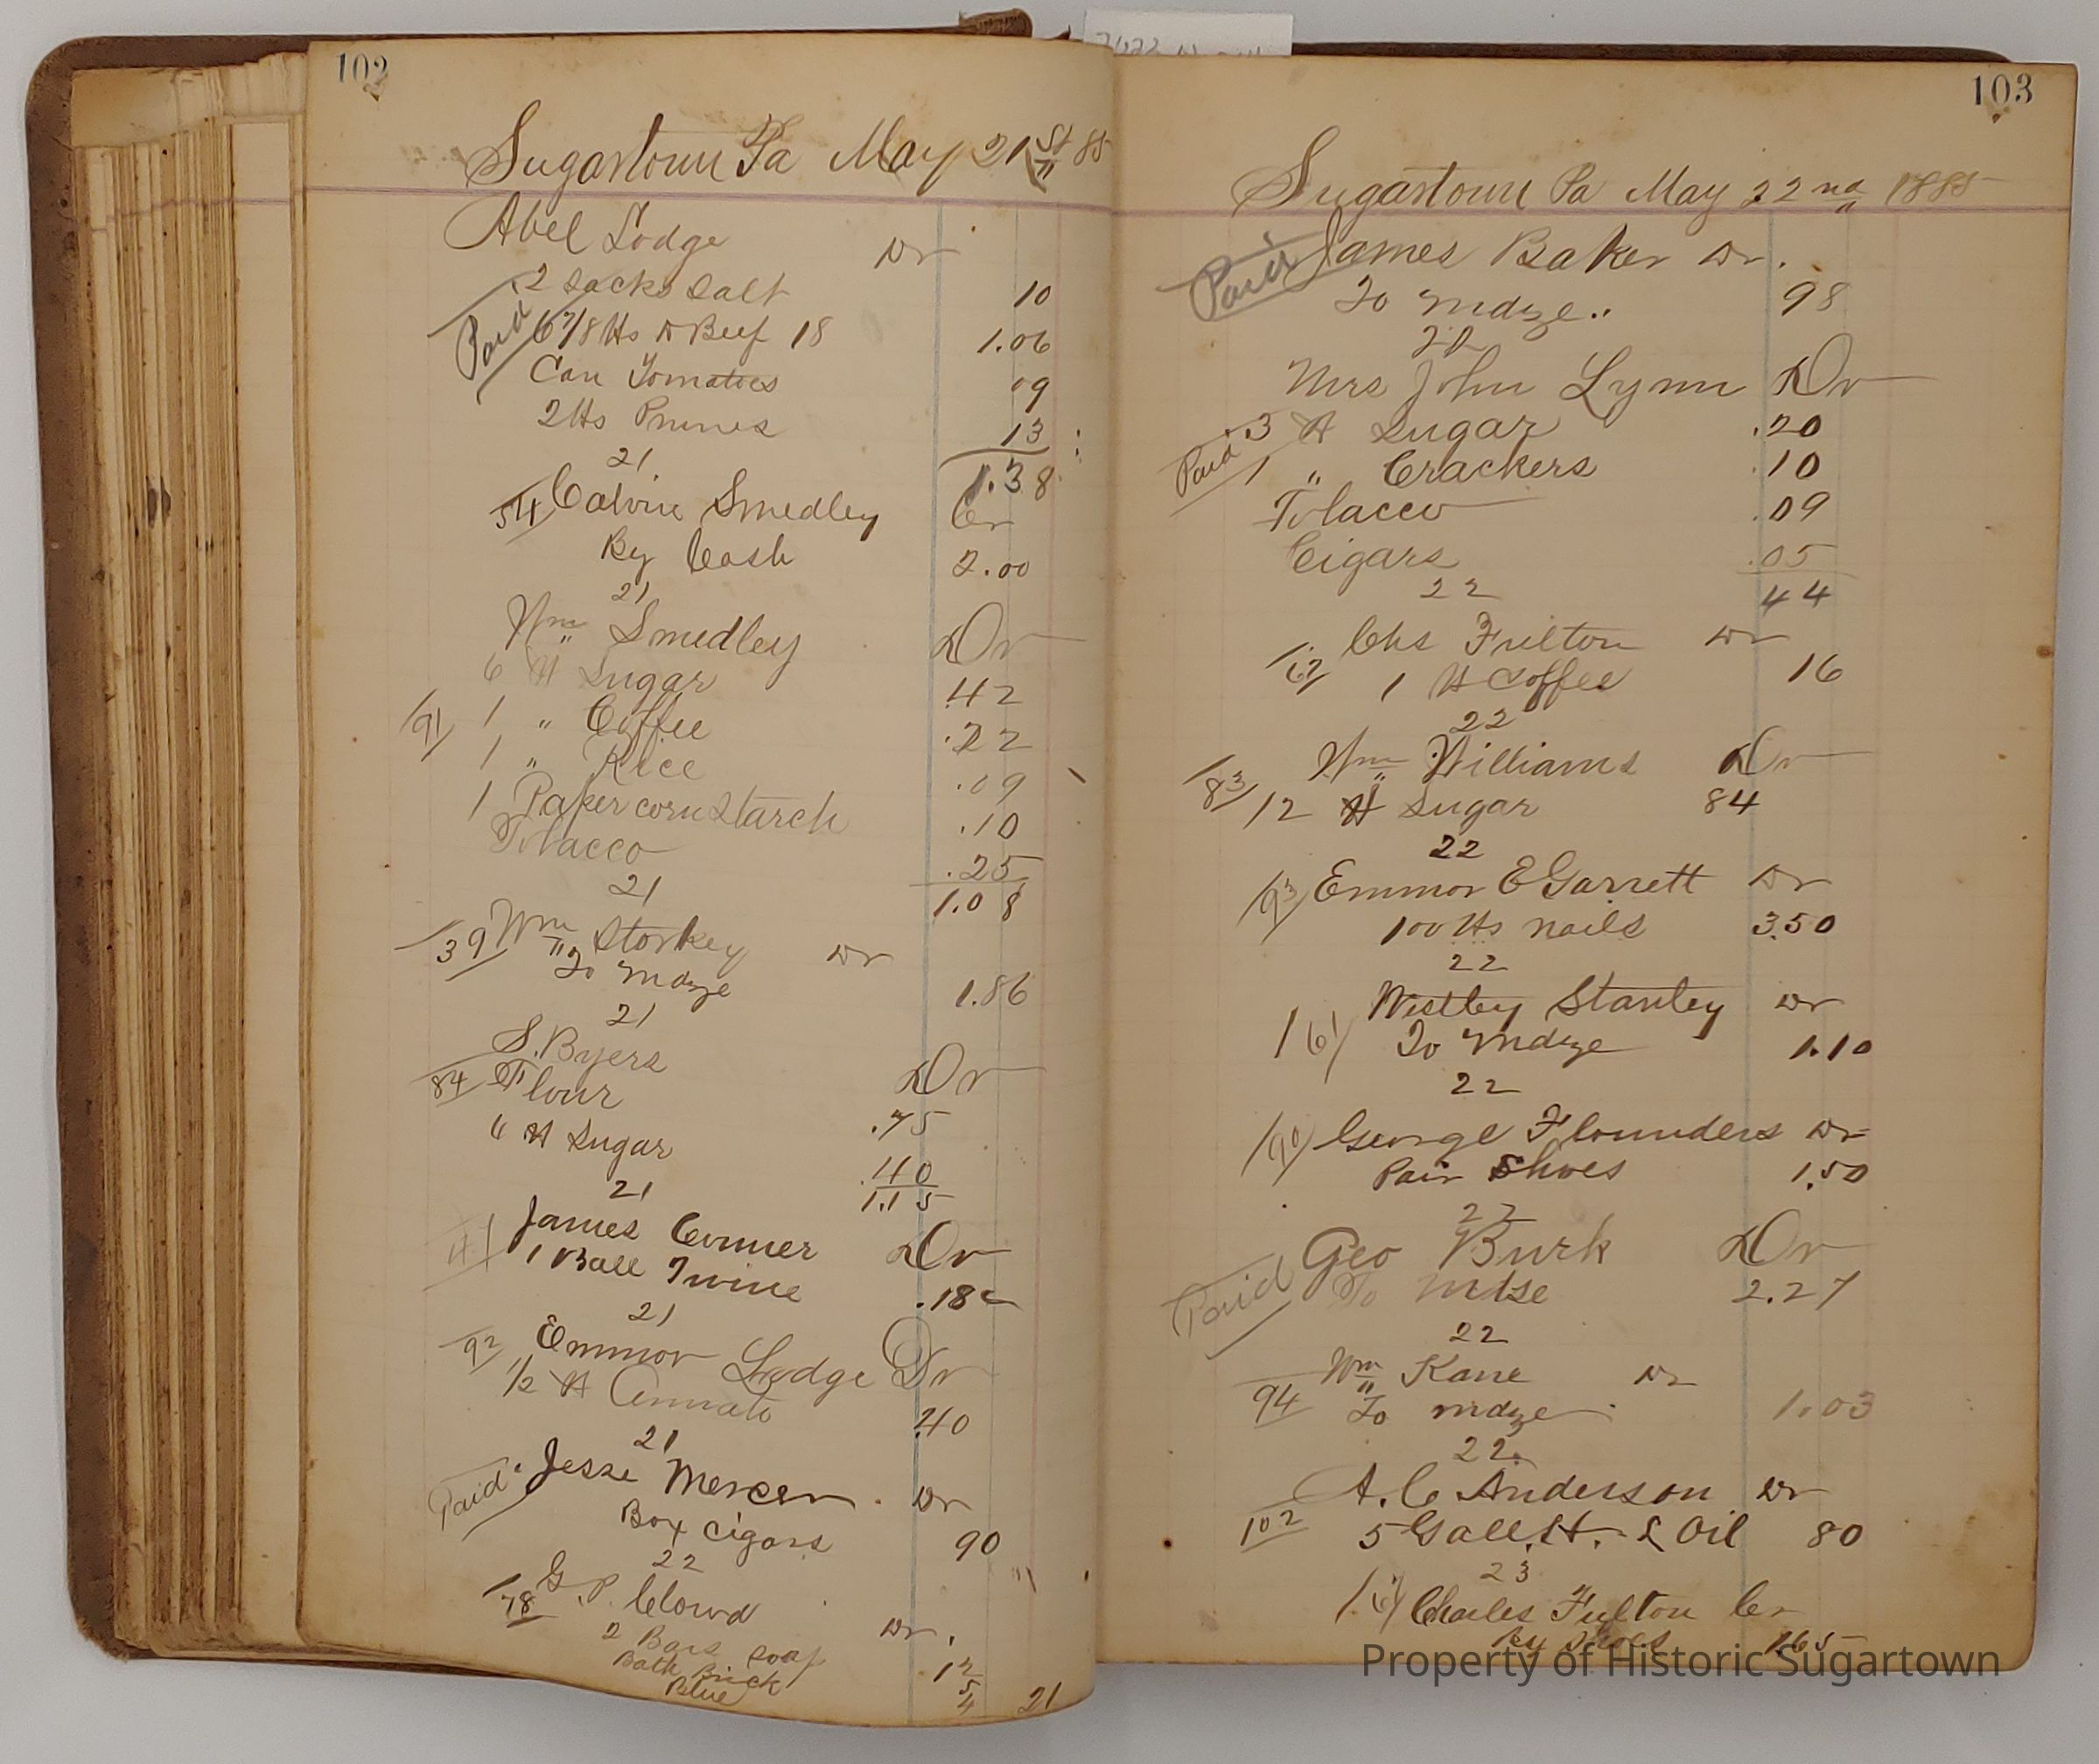 102
Sugartown Pa May 21st 85
Abel Lodge Dr
2 Sacks Salt 10
Paid 6 7/8 lbs D Beef 18 1.06
Can Tomatoes 09
2 lbs Prunes 13
1.38
21
54 Calvin Smedley Cr
By Cash 2.00
21
Wm Smedley Dr
6 lb Sugar .42
91 1 " Coffee .22
1 " Rice .09
1 Paper corn Starch .10
Tobacco .25
1.08
21
39 Wm Storkey Dr
To Mdze 1.86
21
S. Byers Dr
84 Flour .75
6 lb Sugar .40
1.15
21
41 James Conner Dr
1 Ball Twine .18c
21
92 Emmor Lodge Dr
1/2 lb Annato .40
21
Paid Jesse Mercer Dr
Box Cigars 90
22
78 G. P. Cloud Dr.
2 Bars Soap 12
Bath Brick 5
Blue 4 21
103
Sugartown Pa May 22nd 1885
Paid James Baker Dr.
To Mdze.. 98
22
Mrs John Lynn Dr
3 lb Sugar .20
Paid 1 " Crackers .10
Tobacco .09
Cigars .05
44
22
Chs Fulton Dr
67 1 lb Coffee 16
22
Wm Williams Dr
83 12 lb Sugar 84
22
93 Emmor E Garrett Dr
100 lbs nails 3.50
22
Westley Stanley Dr
161 To Mdze 1.10
22
90 George Flounders Dr
Pair Shoes 1.50
22
Geo Burk Dr
Paid To Mdse 2.27
22
Wm Kane Dr
94 To mdze 1.03
22
A. C Anderson Dr
102 5 Gall. H. L Oil 80
23
Charles Fulton Cr
By Shoes 1.65
Property of Historic Sugartown